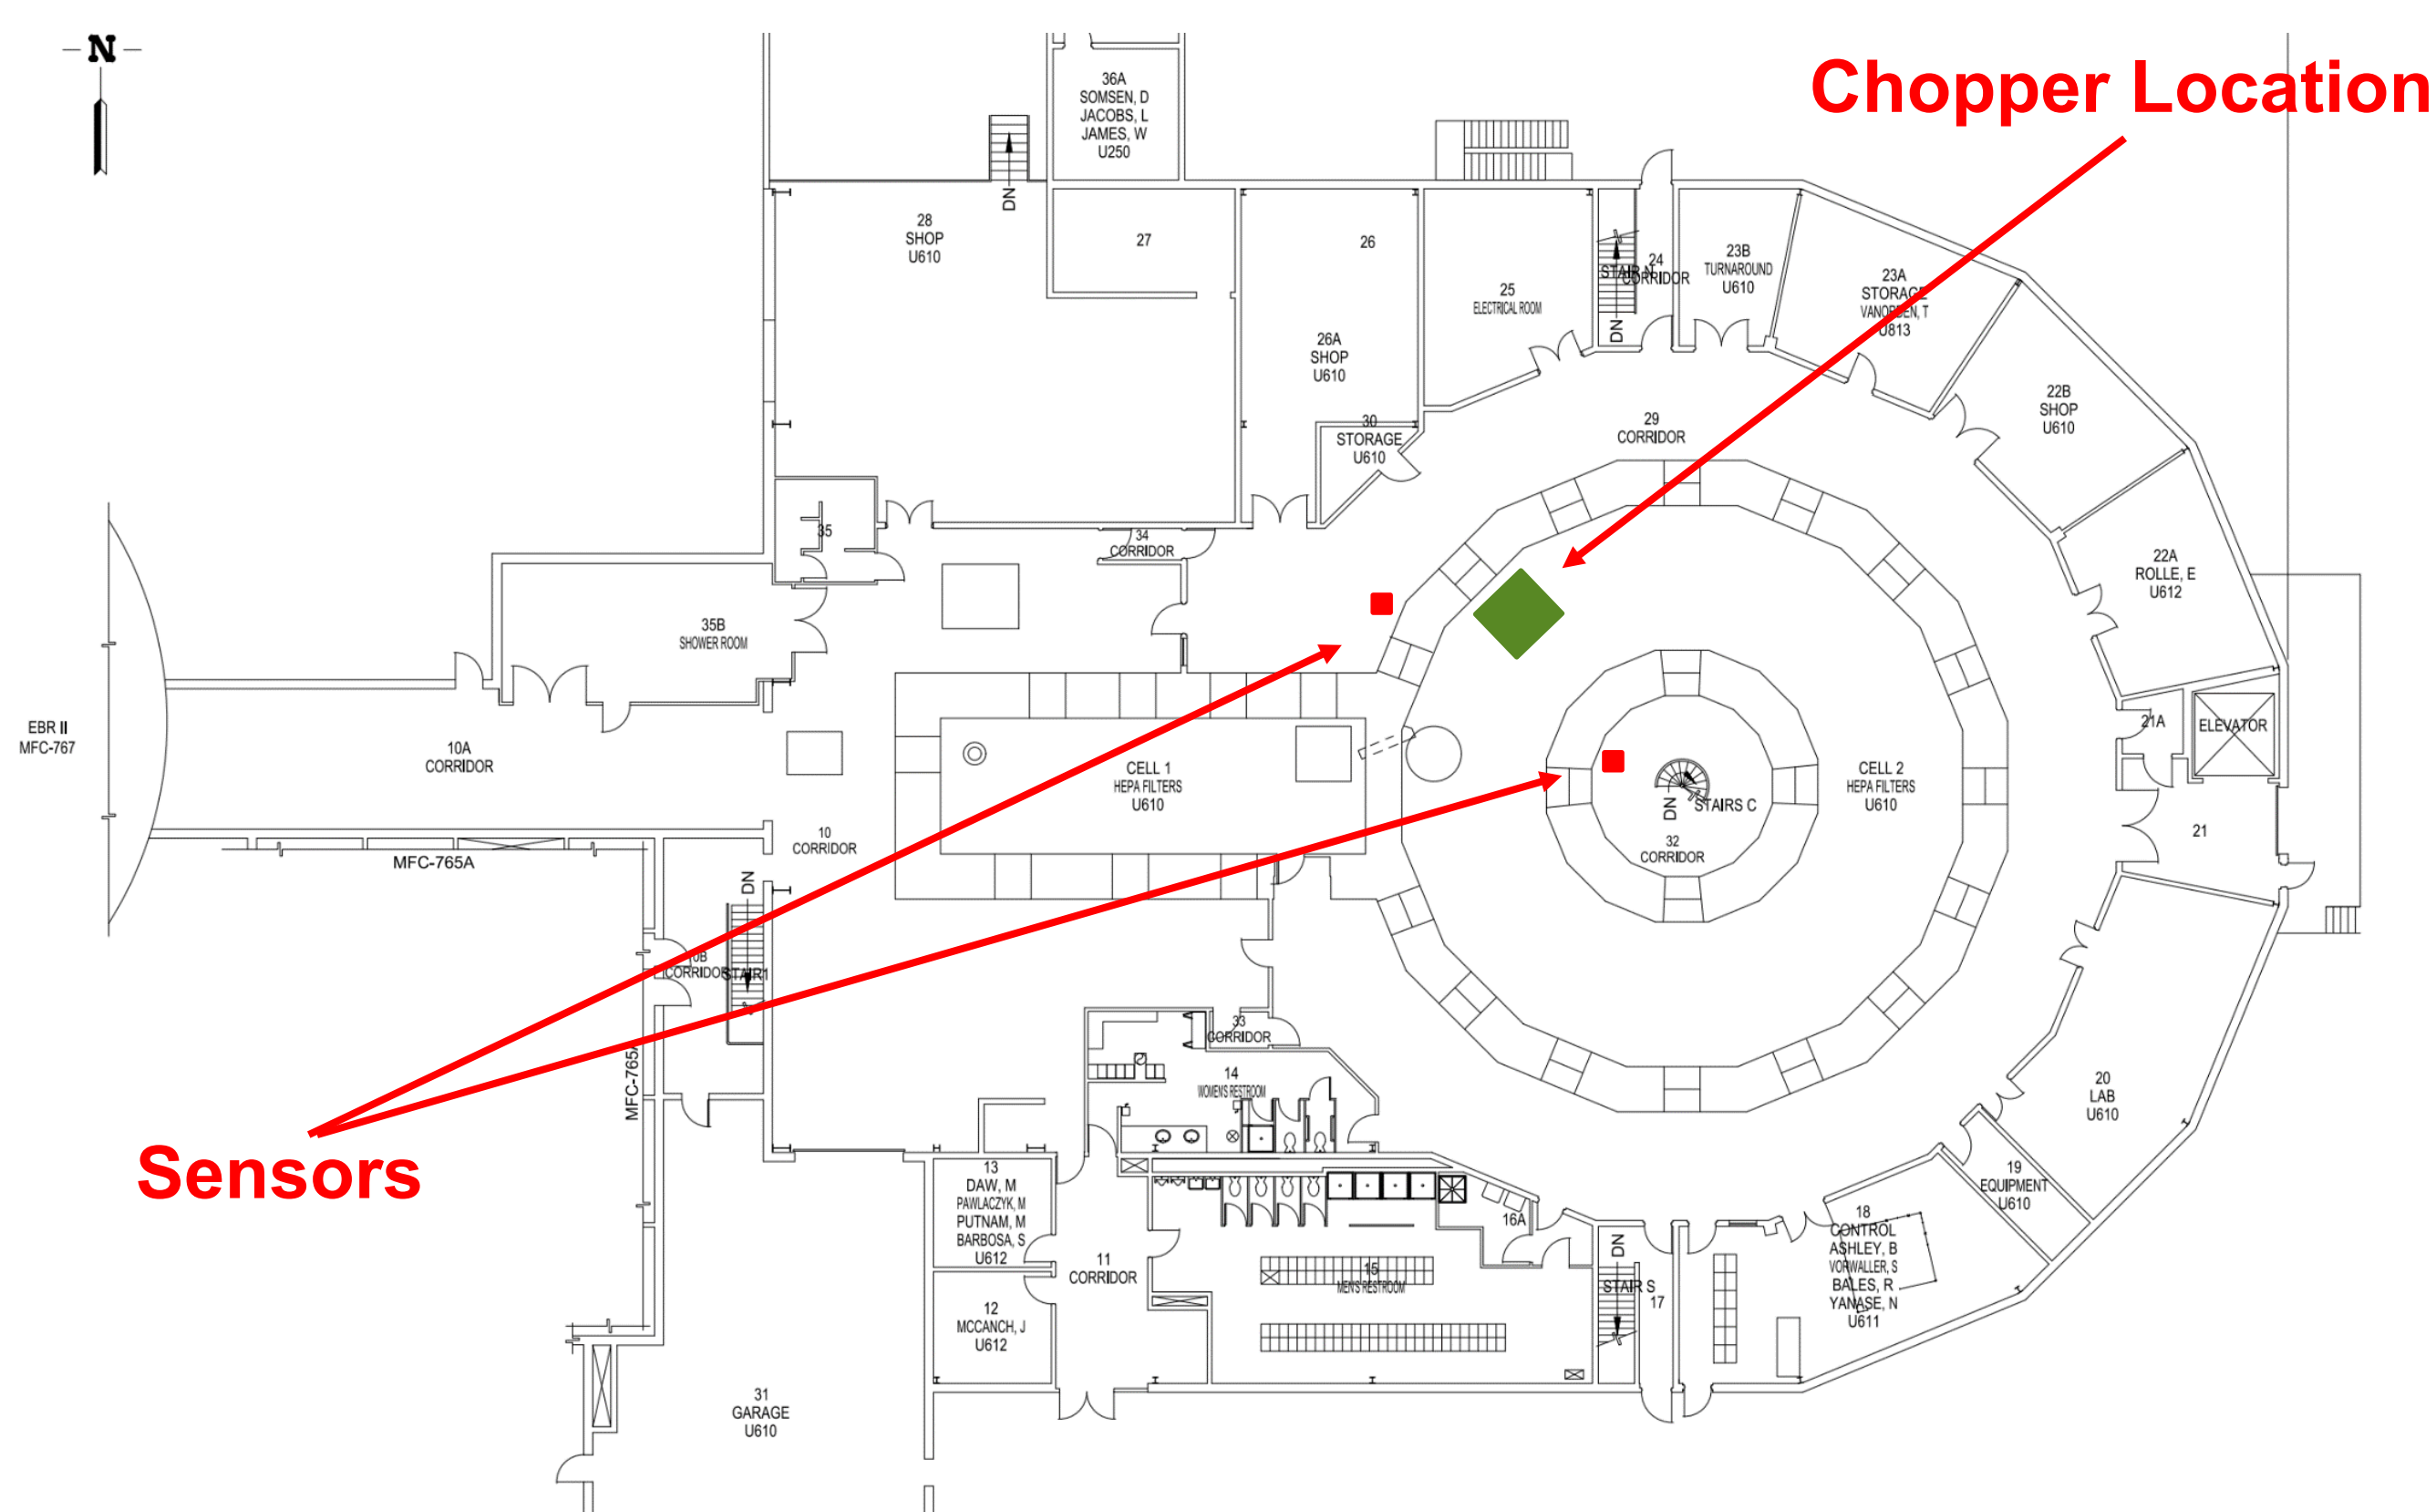 N
Chopper Location
36A
SOMSEN, D
JACOBS, L
JAMES, W
U250
DN
28
SHOP
U610
27
26
25
ELECTRICAL ROOM
STAIR N
DN
24
CORRIDOR
23B
TURNAROUND
U610
23A
STORAGE
VANORDEN, T
U813
26A
SHOP
U610
22B
SHOP
U610
30
STORAGE
U610
29
CORRIDOR
35
34
CORRIDOR
22A
ROLLE, E
U612
35B
SHOWER ROOM
EBR II
MFC-767
10A
CORRIDOR
CELL 1
HEPA FILTERS
U610
CELL 2
HEPA FILTERS
U610
21A
ELEVATOR
DN
STAIRS C
32
CORRIDOR
21
10
CORRIDOR
MFC-765A
DN
CORRIDOR
STAIR1
33
CORRIDOR
MFC-765A
14
WOMEN'S RESTROOM
20
LAB
U610
Sensors
13
DAW, M
PAWLACZYK, M
PUTNAM, M
BARBOSA, S
U612
19
EQUIPMENT
U610
16A
18
CONTROL
ASHLEY, B
VORWALLER, S
BALES, R
YANASE, N
U611
11
CORRIDOR
15
MEN'S RESTROOM
DN
STAIR S
17
12
MCCANCH, J
U612
31
GARAGE
U610